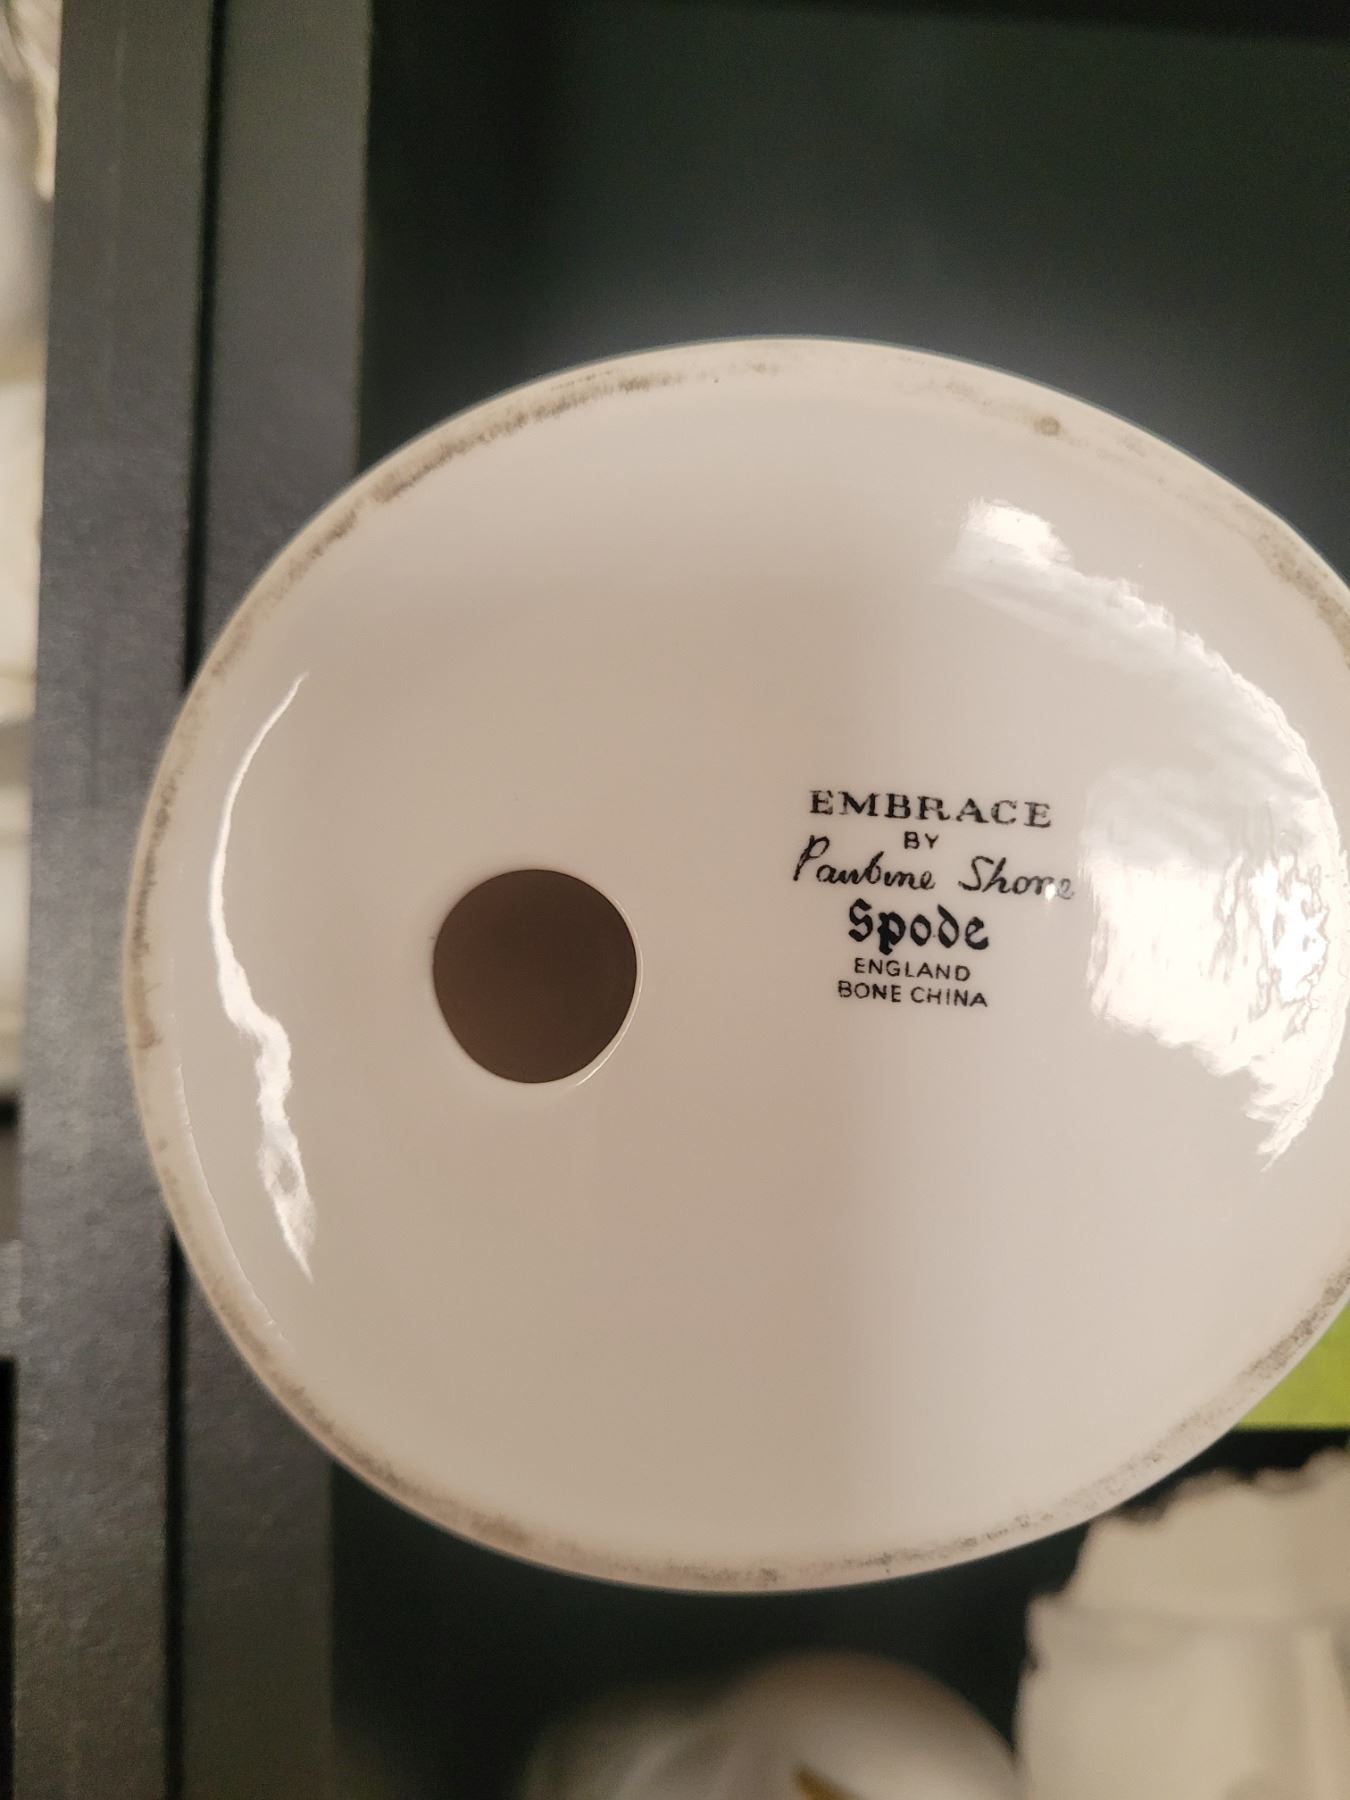 EMBRACE
BY
Pauline Shone
Spode
ENGLAND
BONE CHINA